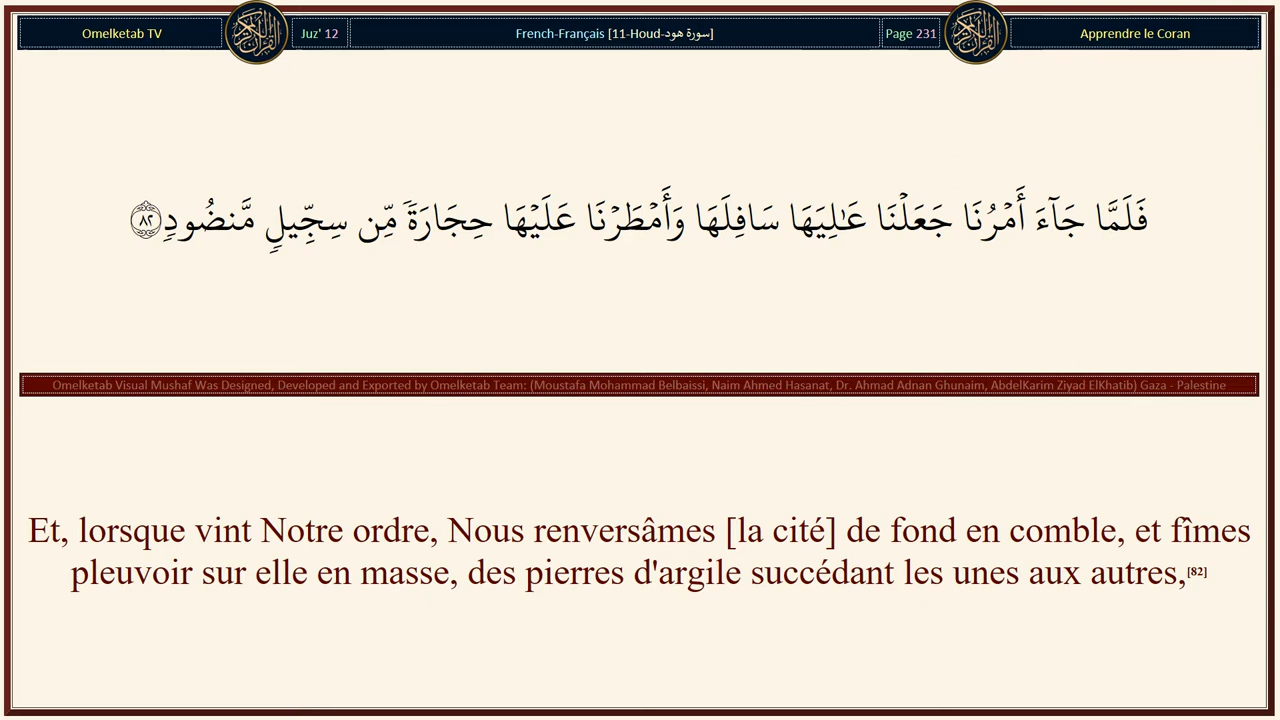 Omelketab TV
Juz' 12
French-Français [11-Houd-سورة هود]
Page 231
Apprendre le Coran
فَلَمَّا جَآءَ أَمۡرُنَا جَعَلۡنَا عَٰلِيَهَا سَافِلَهَا وَأَمۡطَرۡنَا عَلَيۡهَا حِجَارَةٗ مِّن سِجِّيلٖ مَّنضُودٖ ٨٢
Omelketab Visual Mushaf Was Designed, Developed and Exported by Omelketab Team: (Moustafa Mohammad Belbaissi, Naim Ahmed Hasanat, Dr. Ahmad Adnan Ghunaim, AbdelKarim Ziyad ElKhatib) Gaza - Palestine
Et, lorsque vint Notre ordre, Nous renversâmes [la cité] de fond en comble, et fîmes
pleuvoir sur elle en masse, des pierres d'argile succédant les unes aux autres,[82]